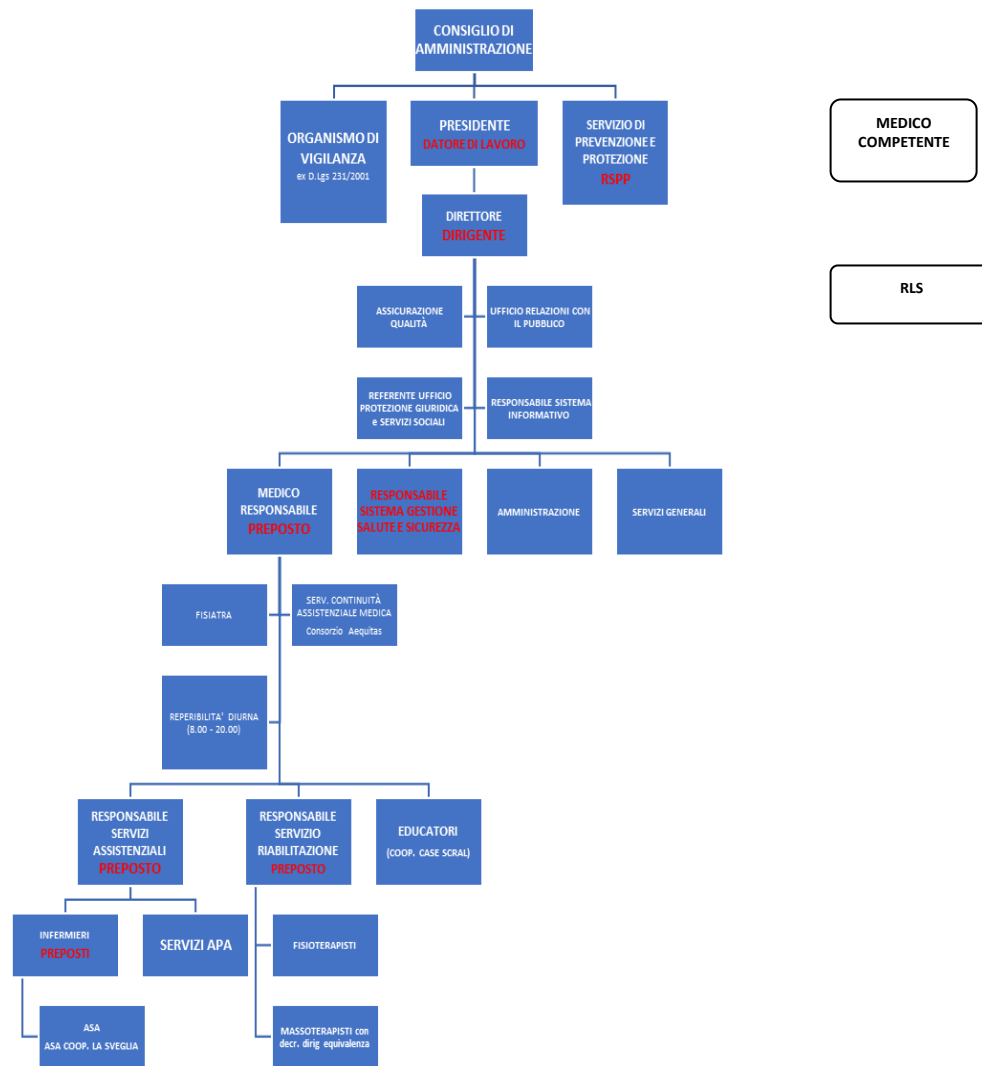 CONSIGLIO DI
AMMINISTRAZIONE
ORGANISMO DI
VIGILANZA
ex D.Lgs 231/2001
PRESIDENTE
DATORE DI LAVORO
SERVIZIO DI
PREVENZIONE E
PROTEZIONE
RSPP
MEDICO
COMPETENTE
DIRETTORE
DIRIGENTE
RLS
ASSICURAZIONE
QUALITÀ
UFFICIO RELAZIONI CON
IL PUBBLICO
REFERENTE UFFICIO
PROTEZIONE GIURIDICA
e SERVIZI SOCIALI
RESPONSABILE SISTEMA
INFORMATIVO
MEDICO
RESPONSABILE
PREPOSTO
RESPONSABILE
SISTEMA GESTIONE
SALUTE E SICUREZZA
AMMINISTRAZIONE
SERVIZI GENERALI
FISIATRA
SERV. CONTINUITÀ
ASSISTENZIALE MEDICA
Consorzio Aequitas
REPERIBILITA' DIURNA
(8.00 - 20.00)
RESPONSABILE
SERVIZI
ASSISTENZIALI
PREPOSTO
RESPONSABILE
SERVIZIO
RIABILITAZIONE
PREPOSTO
EDUCATORI
(COOP. CASE SCRAL)
INFERMIERI
PREPOSTI
SERVIZI APA
FISIOTERAPISTI
ASA
ASA COOP. LA SVEGLIA
MASSOTERAPISTI con
decr. dirig equivalenza